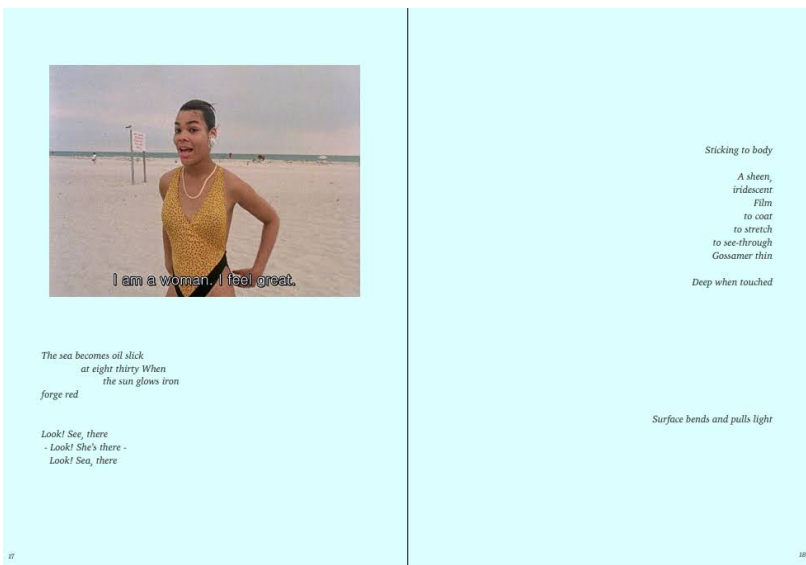 I am a woman. I feel great.
The sea becomes oil slick
at eight thirty When
the sun glows iron
forge red
Look! See, there
- Look! She's there -
Look! Sea, there
17
Sticking to body
A sheen,
iridescent
Film
to coat
to stretch
to see-through
Gossamer thin
Deep when touched
Surface bends and pulls light
18